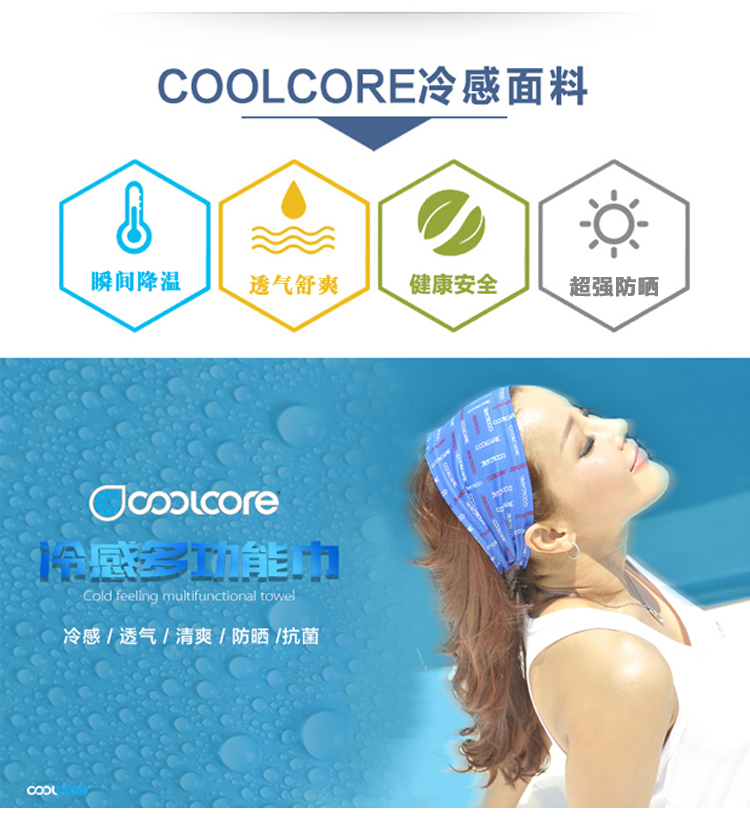 COOLCORE冷感面料
瞬间降温
透气舒爽
健康安全
超强防晒
coolcore
冷感多功能巾
Cold feeling multifunctional towel
冷感 / 透气 / 清爽 / 防晒 /抗菌
COOLCORE